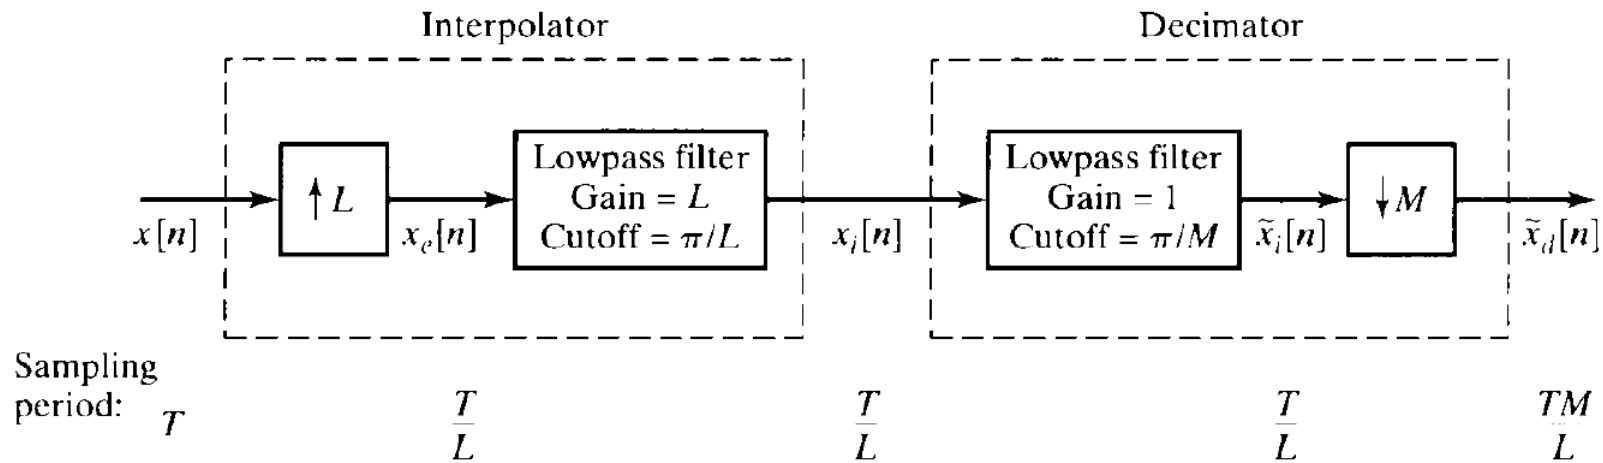 Interpolator
Decimator
↑ L
Lowpass filter
Gain = L
Cutoff = π/L
Lowpass filter
Gain = 1
Cutoff = π/M
↓ M
x[n]
x_e[n]
x_i[n]
x̃_i[n]
x̃_d[n]
Sampling
period:
T
T/L
T/L
T/L
TM/L